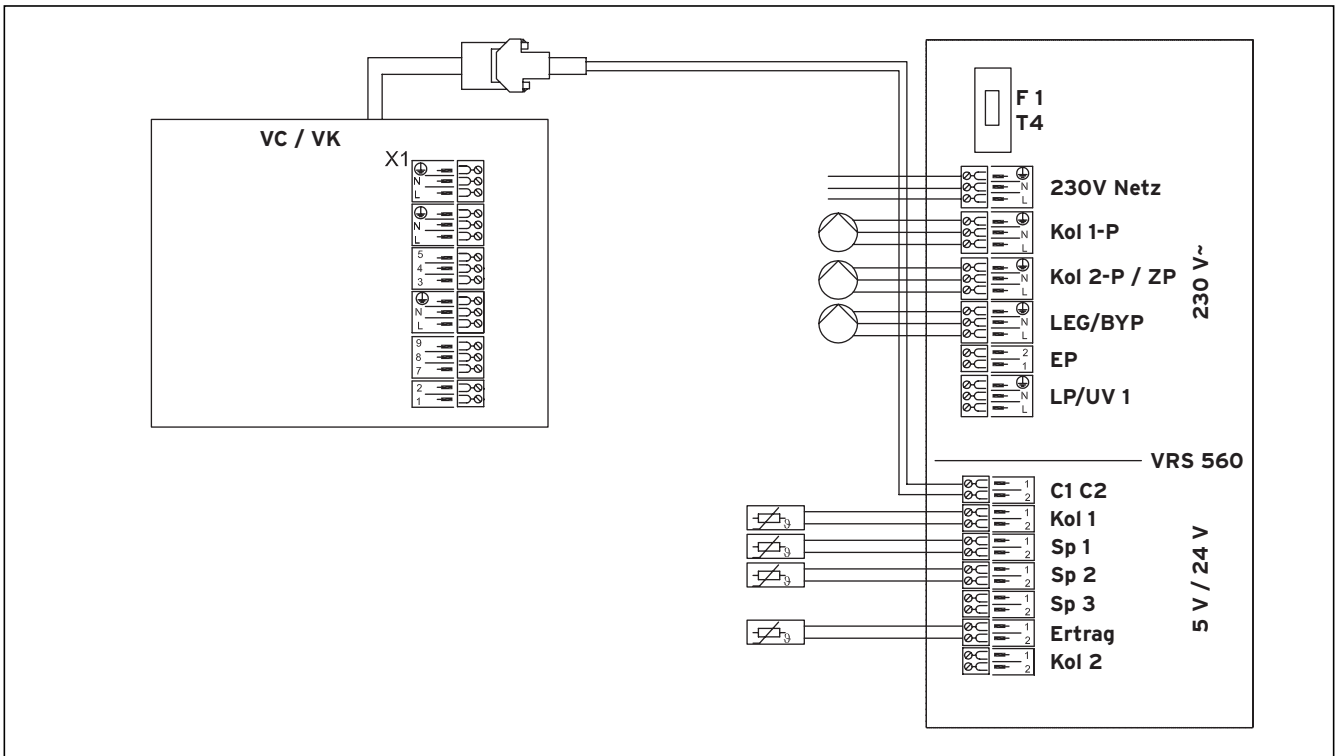 VC / VK
X1
N
L
N
L
5
4
3
N
L
9
8
7
2
1
F 1
T4
N
L
230V Netz
N
L
Kol 1-P
N
L
Kol 2-P / ZP
N
L
LEG/BYP
2
1
EP
N
L
LP/UV 1
230 V~
VRS 560
1
2
C1 C2
1
2
Kol 1
1
2
Sp 1
1
2
Sp 2
1
2
Sp 3
1
2
Ertrag
1
2
Kol 2
5 V / 24 V
ϑ
ϑ
ϑ
ϑ